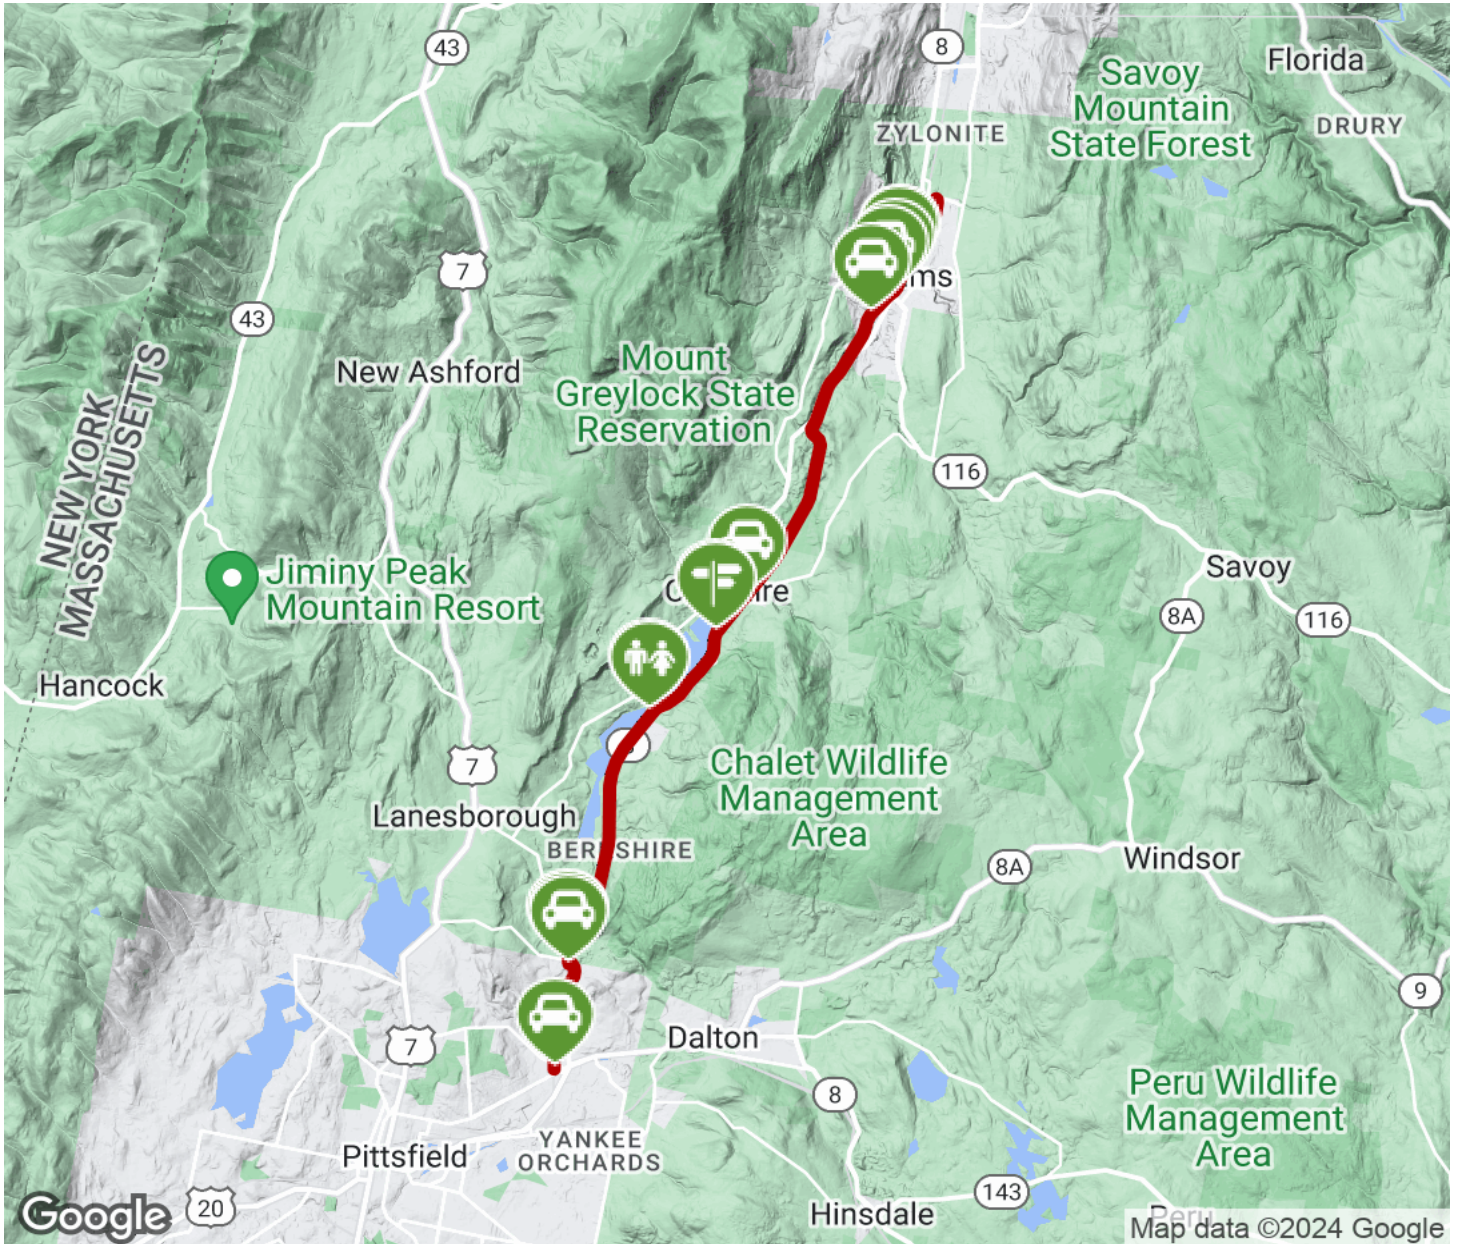 43
8
Florida
Savoy
Mountain
State Forest
DRURY
ZYLONITE
7
43
ms
NEW YORK
MASSACHUSETTS
New Ashford
Mount
Greylock State
Reservation
116
Jiminy Peak
Mountain Resort
Savoy
8A
116
Hancock
7
Chalet Wildlife
Management
Area
Lanesborough
BERKSHIRE
8A
Windsor
9
7
Dalton
8
Peru Wildlife
Management
Area
YANKEE
ORCHARDS
Pittsfield
143
20
Hinsdale
Peru
Google
Map data ©2024 Google